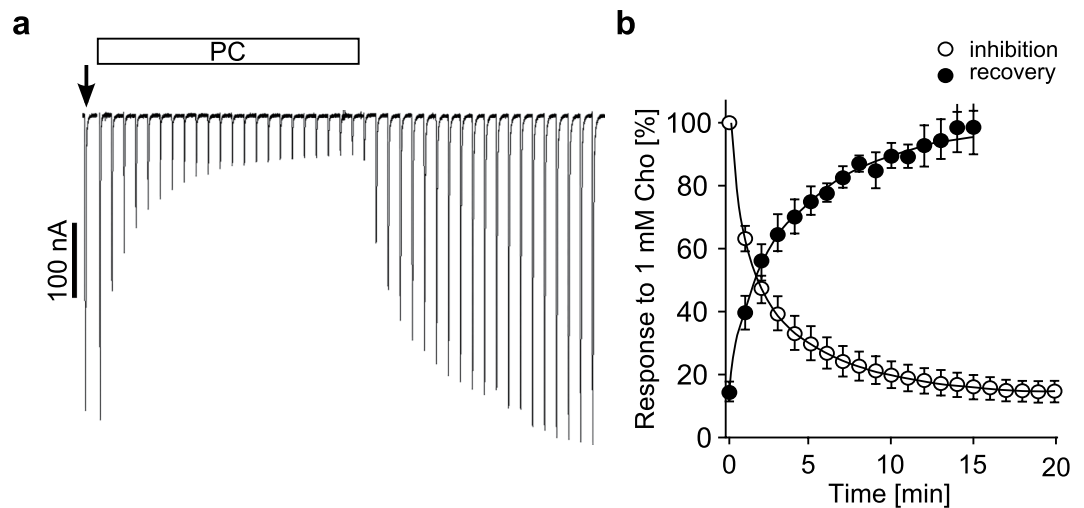 a
PC
100 nA
b
inhibition
recovery
Response to 1 mM Cho [%]
100
80
60
40
20
0
0 5 10 15 20
Time [min]